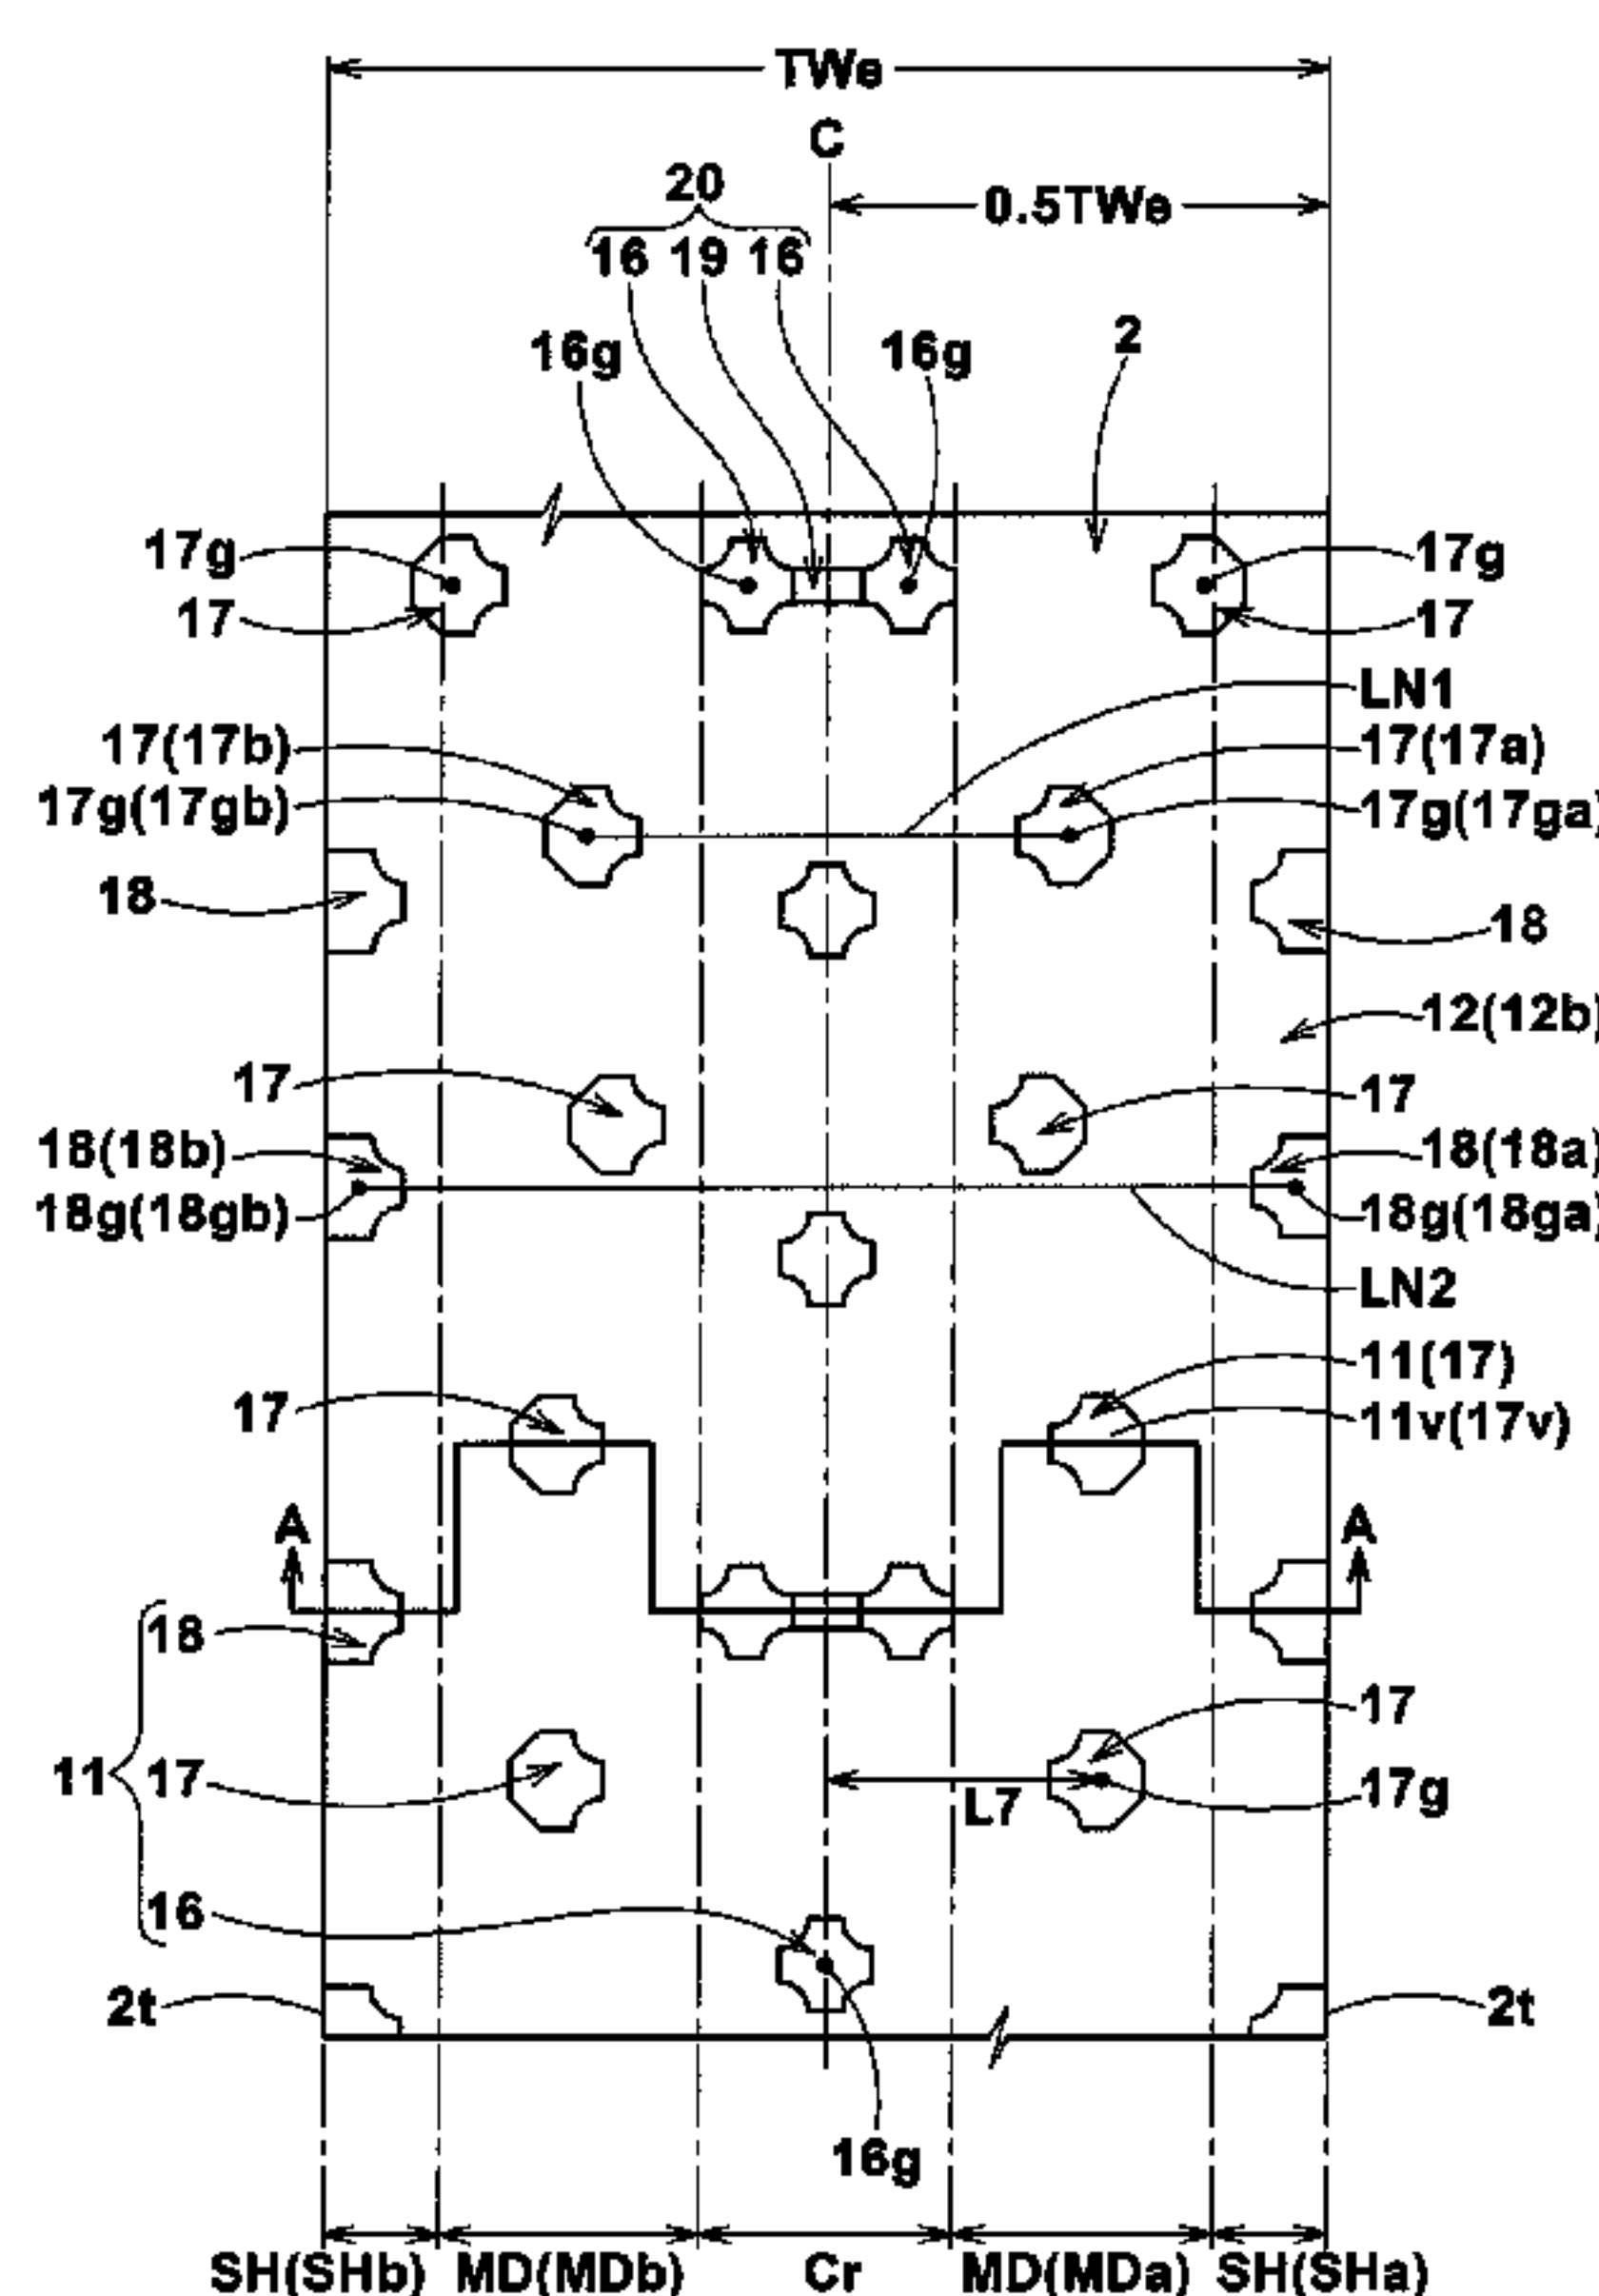 TWe
C
20
0.5TWe
16 19 16
16g 16g 2
17g 17g
17 17
LN1
17(17b) 17(17a)
17g(17gb) 17g(17ga)
18 18
12(12b)
17 17
18(18b) 18(18a)
18g(18gb) 18g(18ga)
LN2
11(17)
17 11v(17v)
A A
18
17
11 17 L7 17g
16
2t 2t
16g
SH(SHb) MD(MDb) Cr MD(MDa) SH(SHa)